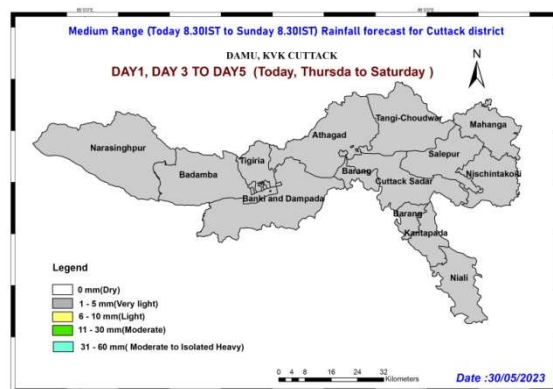 Medium Range (Today 8.30IST to Sunday 8.30IST) Rainfall forecast for Cuttack district
DAMU, KVK CUTTACK
DAY1, DAY 3 TO DAY5 (Today, Thursda to Saturday )
N
Tangi-Choudwar
Mahanga
Athagad
Narasinghpur
Salepur
Tigiria
Badamba
Barang
Nischintakoili
Cuttack Sadar
Banki and Dampada
Barang
Kantapada
Niali
Legend
0 mm(Dry)
1 - 5 mm(Very light)
6 - 10 mm(Light)
11 - 30 mm(Moderate)
31 - 60 mm( Moderate to Isolated Heavy)
0 4 8 16 24 32
Kilometers
Date :30/05/2023